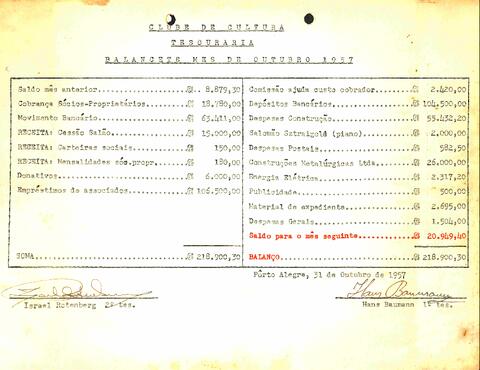 CLUBE DE CULTURA
TESOURARIA
BALANCETE MES DE OUTUBRO 1957
Saldo mês anterior........Cr$ 8.879,30
Cobrança Sócios-Propriatários....Cr$ 18.780,00
Movimento Bancário........Cr$ 63.411,00
RECEITA: Cessão Salão.....Cr$ 15.000,00
RECEITA: Carteiras sociais....Cr$ 150,00
RECEITA: Mensalidades sóc.propr.Cr$ 180,00
Donativos.................Cr$ 6.000,00
Empréstimos de associados.....Cr$ 106.500,00
SOMA......................Cr$ 218.900,30
Comissão ajuda custo cobrador....Cr$ 2.420,00
Depósitos Bancários.......Cr$ 104,500,00
Despesas Construção.......Cr$ 55.432,20
Salomão Sztraigold (piano)....Cr$ 2.000,00
Despesas Postais..........Cr$ 582,50
Construções Metalúrgicas Ltda....Cr$ 26.000,00
Energia Elétrica..........Cr$ 2.317,20
Publicidade...............Cr$ 500,00
Material de expediente....Cr$ 2.695,00
Despesas Gerais...........Cr$ 1.504,00
Saldo para o mês seguinte.....Cr$ 20.949,40
BALANÇO...................Cr$ 218.900,30
Pôrto Alegre, 31 de Outubro de 1957
Israel Rotenberg 2º tes.
Hans Baumann
Hans Baumann 1º tes.